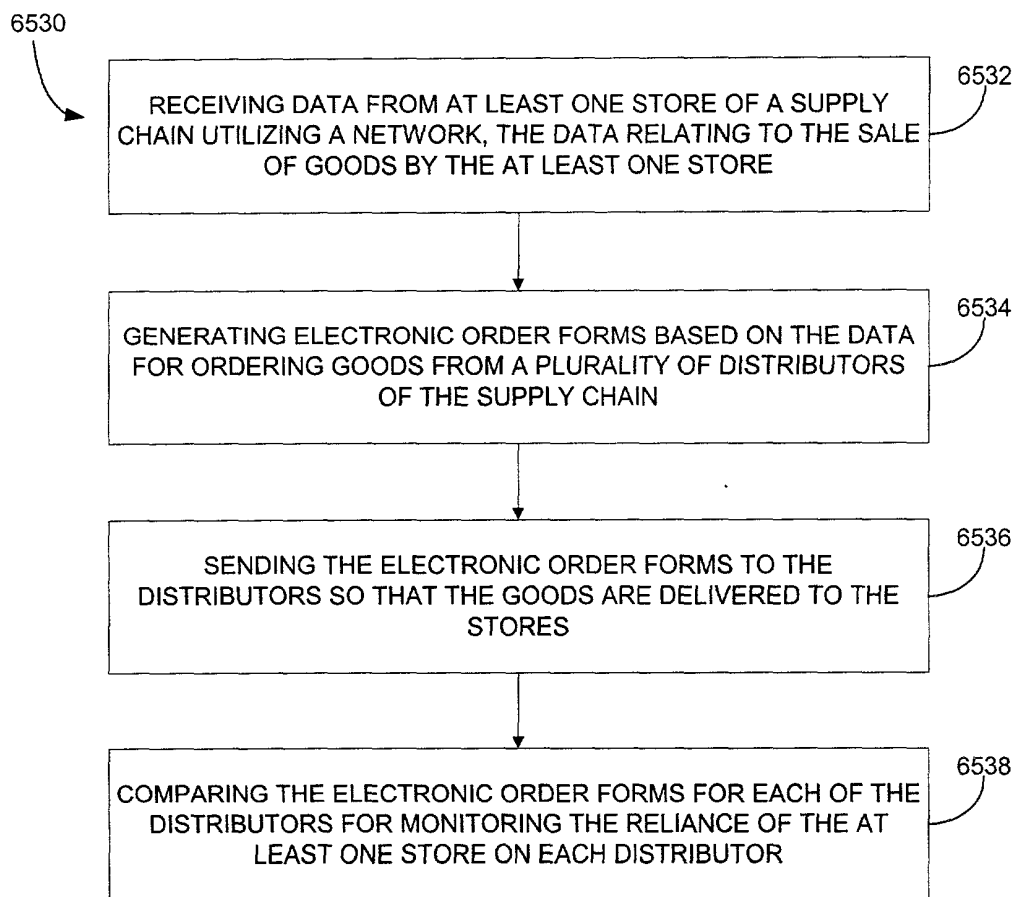 6530
6532
RECEIVING DATA FROM AT LEAST ONE STORE OF A SUPPLY
CHAIN UTILIZING A NETWORK, THE DATA RELATING TO THE SALE
OF GOODS BY THE AT LEAST ONE STORE
6534
GENERATING ELECTRONIC ORDER FORMS BASED ON THE DATA
FOR ORDERING GOODS FROM A PLURALITY OF DISTRIBUTORS
OF THE SUPPLY CHAIN
6536
SENDING THE ELECTRONIC ORDER FORMS TO THE
DISTRIBUTORS SO THAT THE GOODS ARE DELIVERED TO THE
STORES
6538
COMPARING THE ELECTRONIC ORDER FORMS FOR EACH OF THE
DISTRIBUTORS FOR MONITORING THE RELIANCE OF THE AT
LEAST ONE STORE ON EACH DISTRIBUTOR